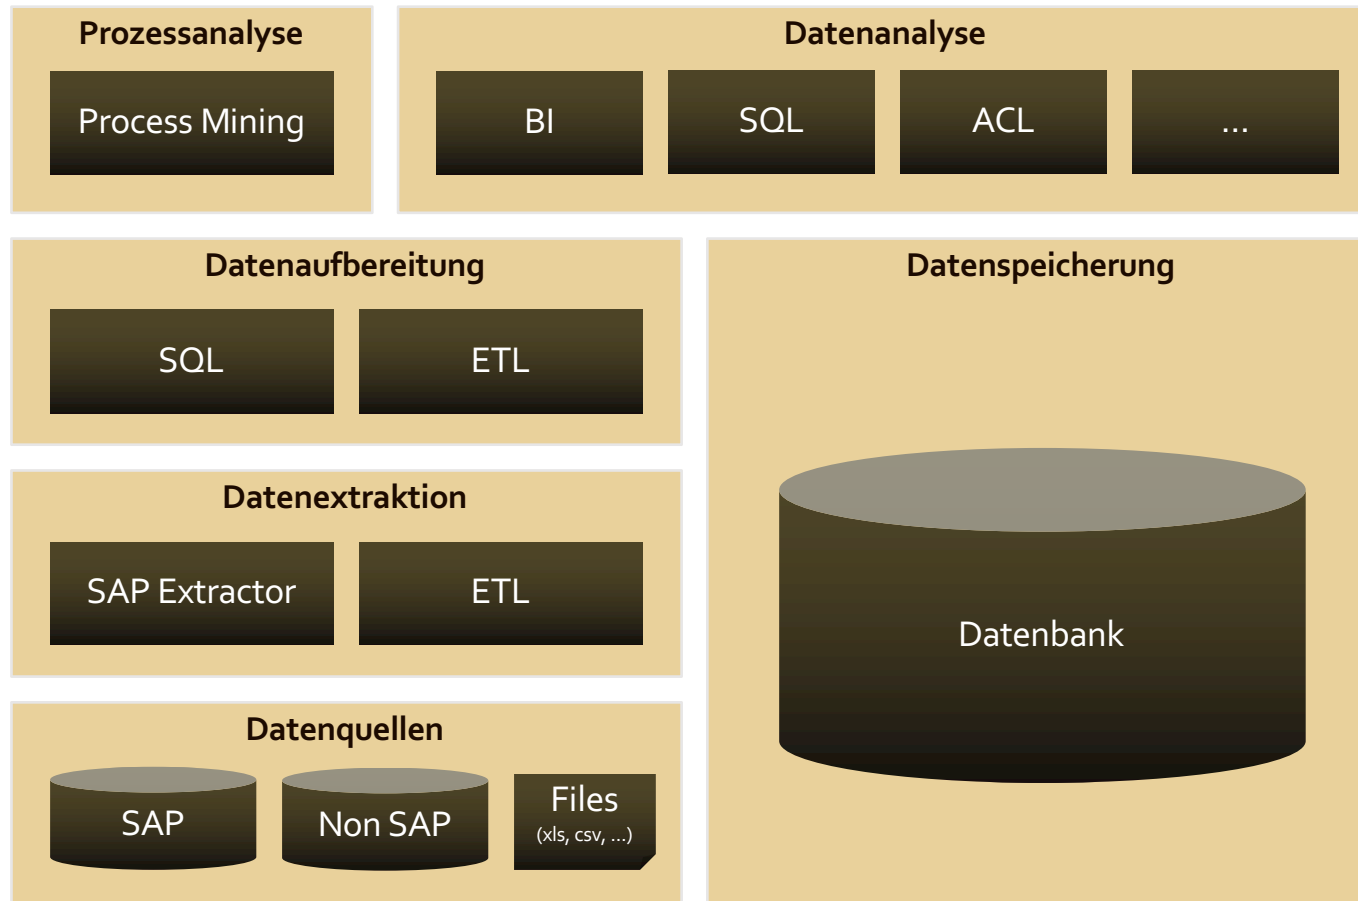 Prozessanalyse
Process Mining
Datenanalyse
BI
SQL
ACL
...
Datenaufbereitung
SQL
ETL
Datenspeicherung
Datenbank
Datenextraktion
SAP Extractor
ETL
Datenquellen
SAP
Non SAP
Files
(xls, csv, ...)